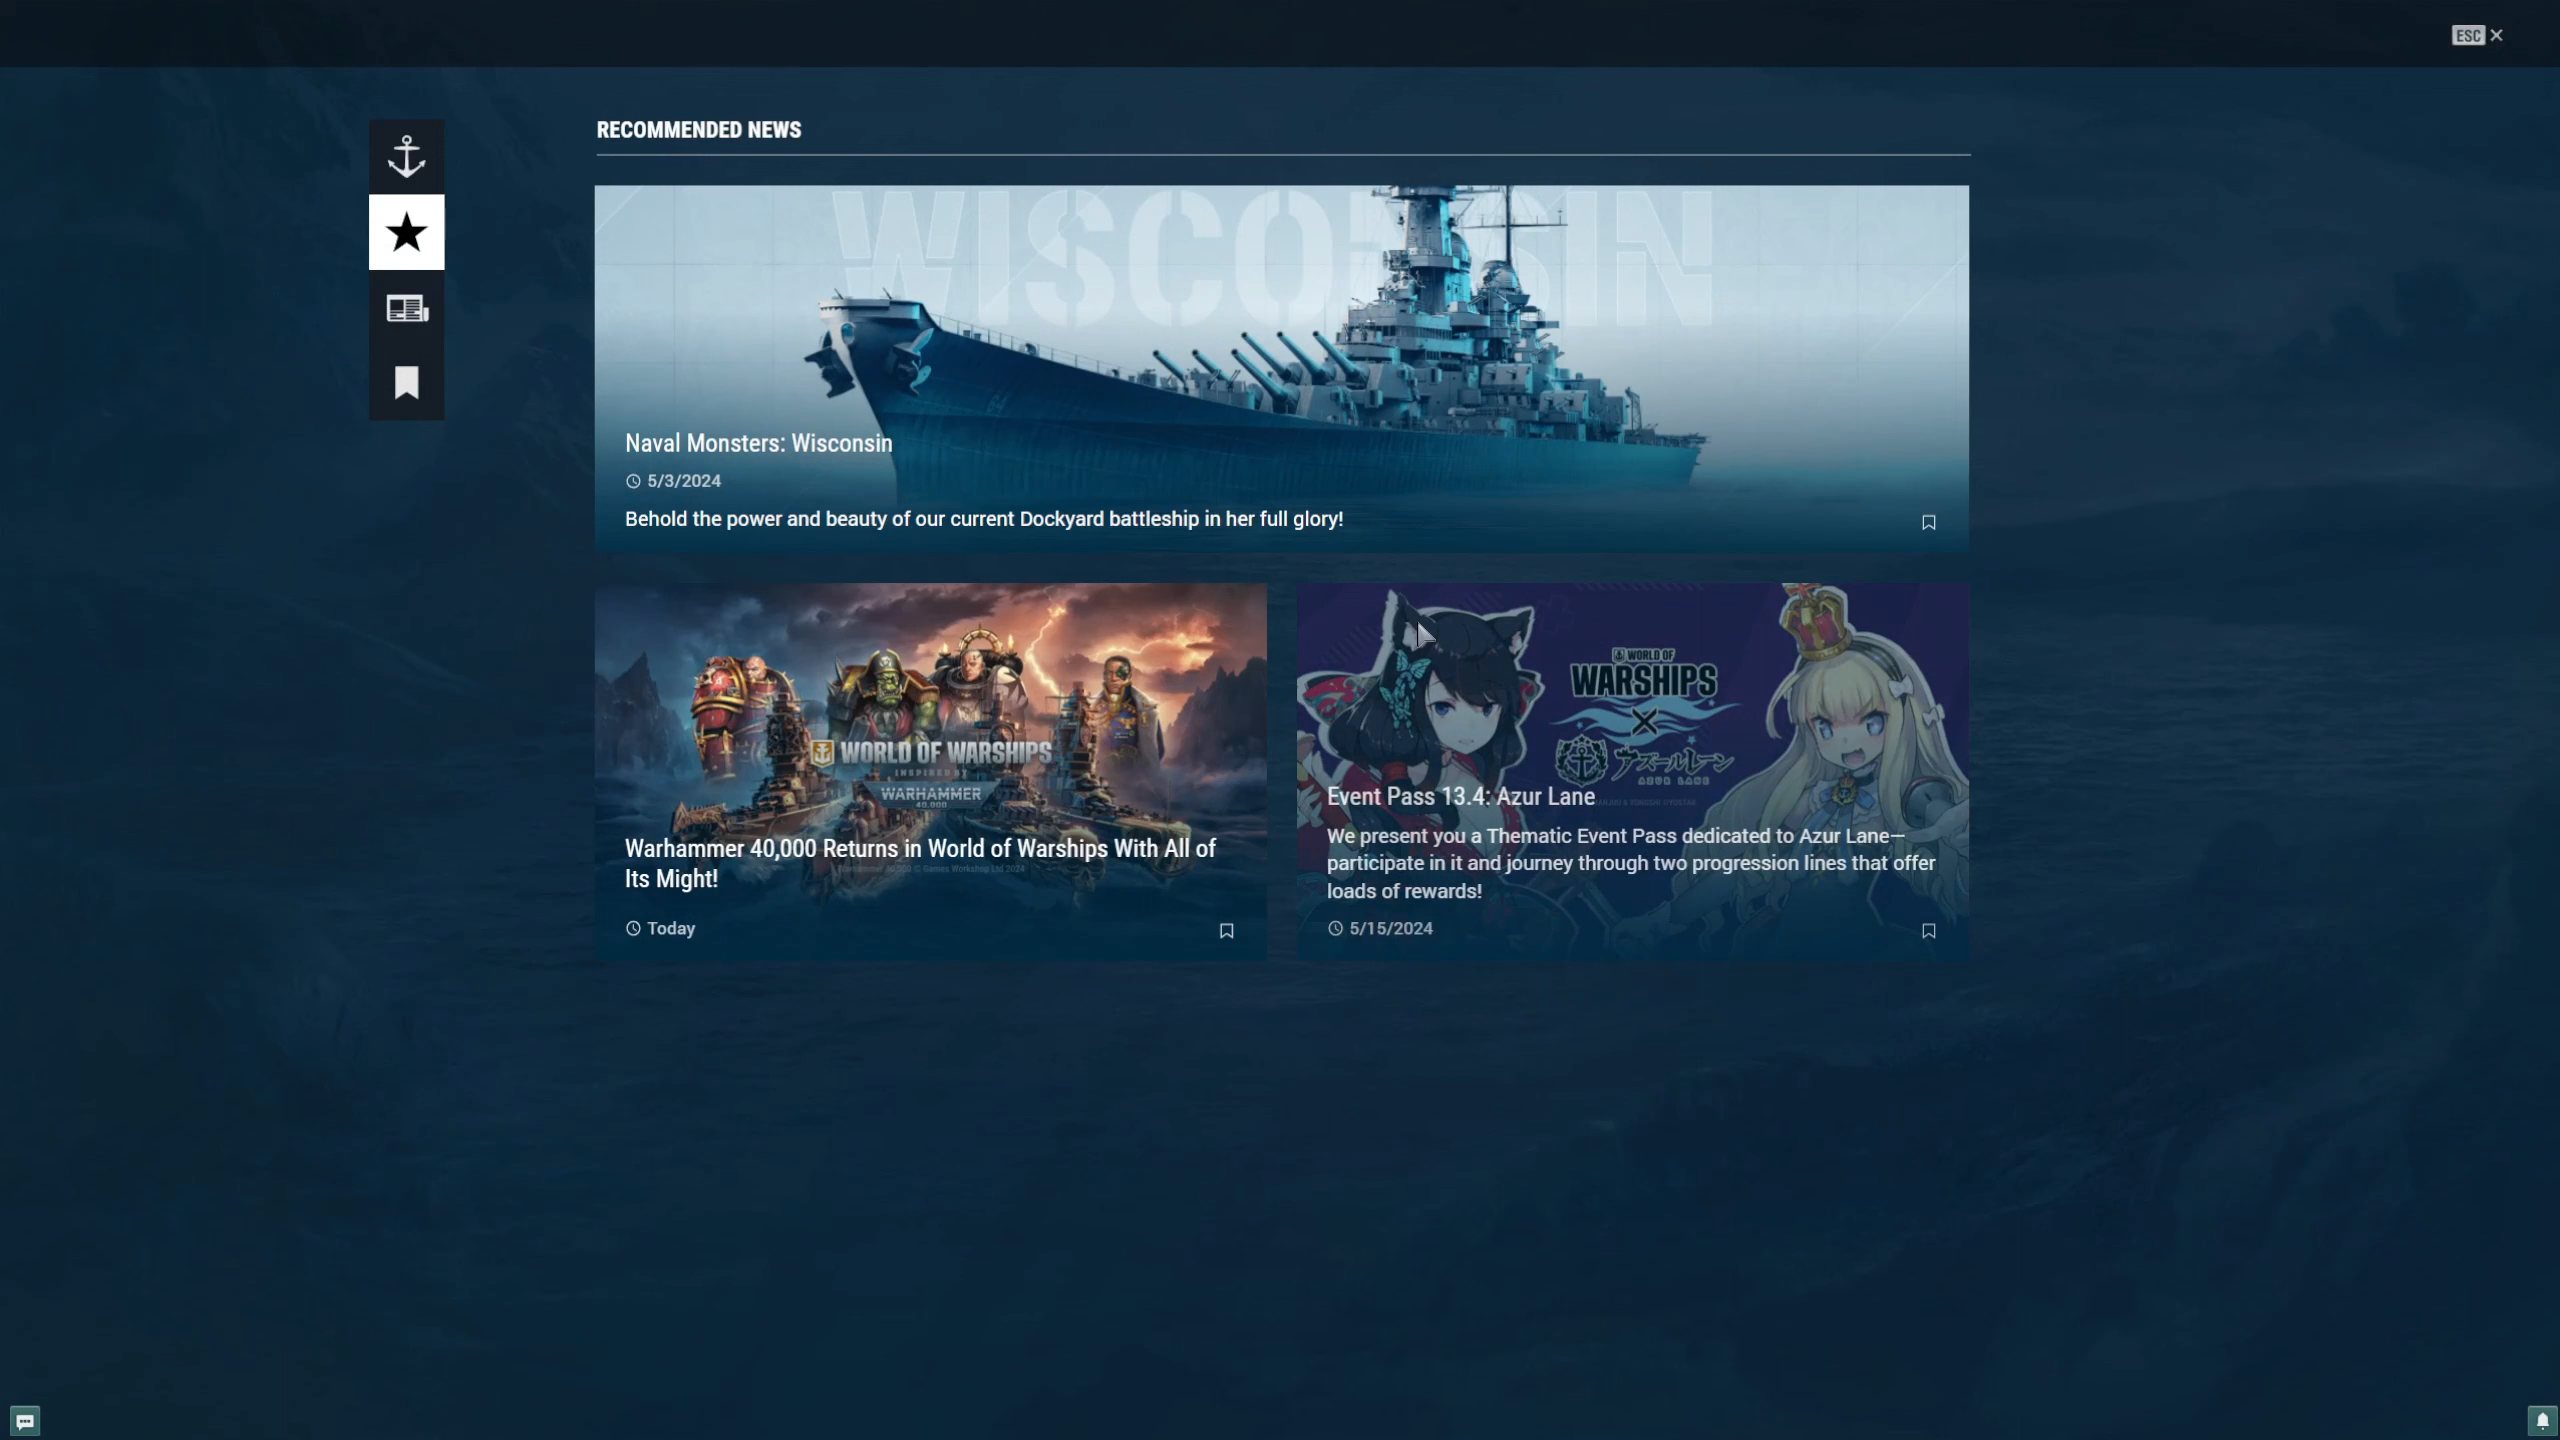 ESC
RECOMMENDED NEWS
WISCONSIN
Naval Monsters: Wisconsin
5/3/2024
Behold the power and beauty of our current Dockyard battleship in her full glory!
WORLD OF WARSHIPS
INSPIRED BY
WARHAMMER
40,000
Warhammer 40,000 Returns in World of Warships With All of
Its Might!
Today
WORLD OF
WARSHIPS
X
アズールレーン
AZUR LANE
Event Pass 13.4: Azur Lane
We present you a Thematic Event Pass dedicated to Azur Lane—
participate in it and journey through two progression lines that offer
loads of rewards!
5/15/2024